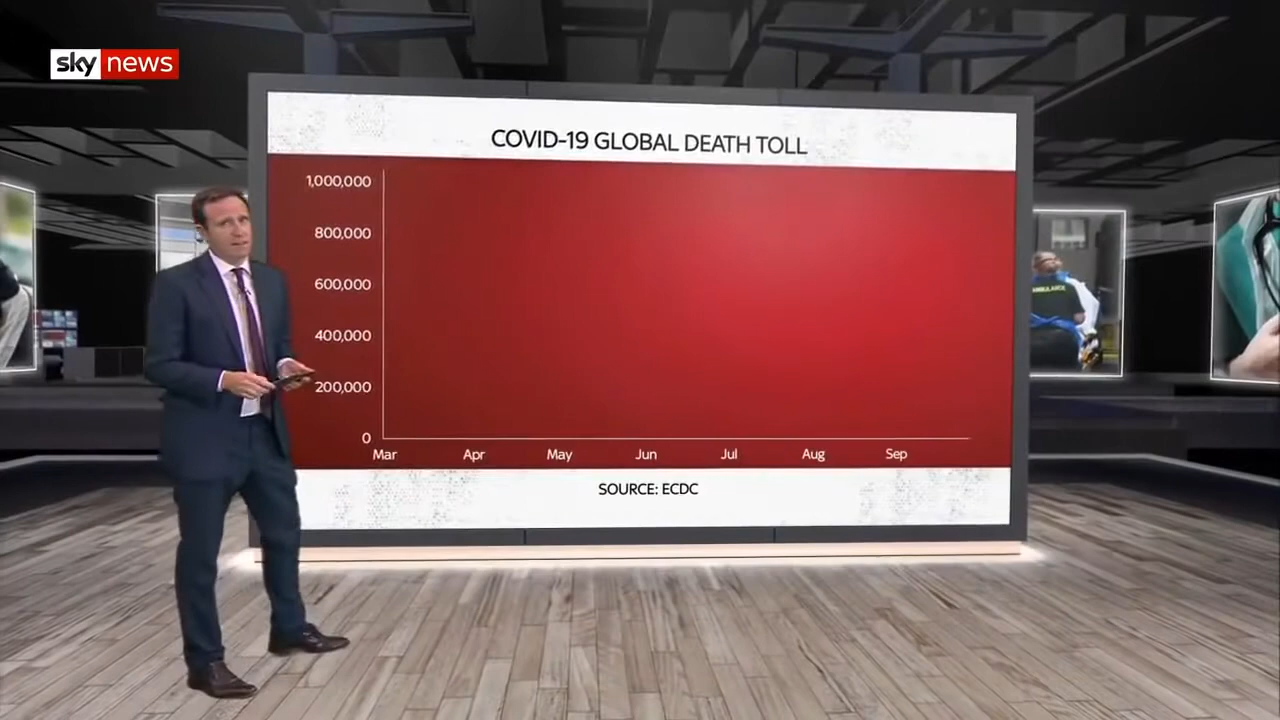 sky news
COVID-19 GLOBAL DEATH TOLL
1,000,000
800,000
600,000
400,000
200,000
0
Mar Apr May Jun Jul Aug Sep
SOURCE: ECDC
AMBULANCE